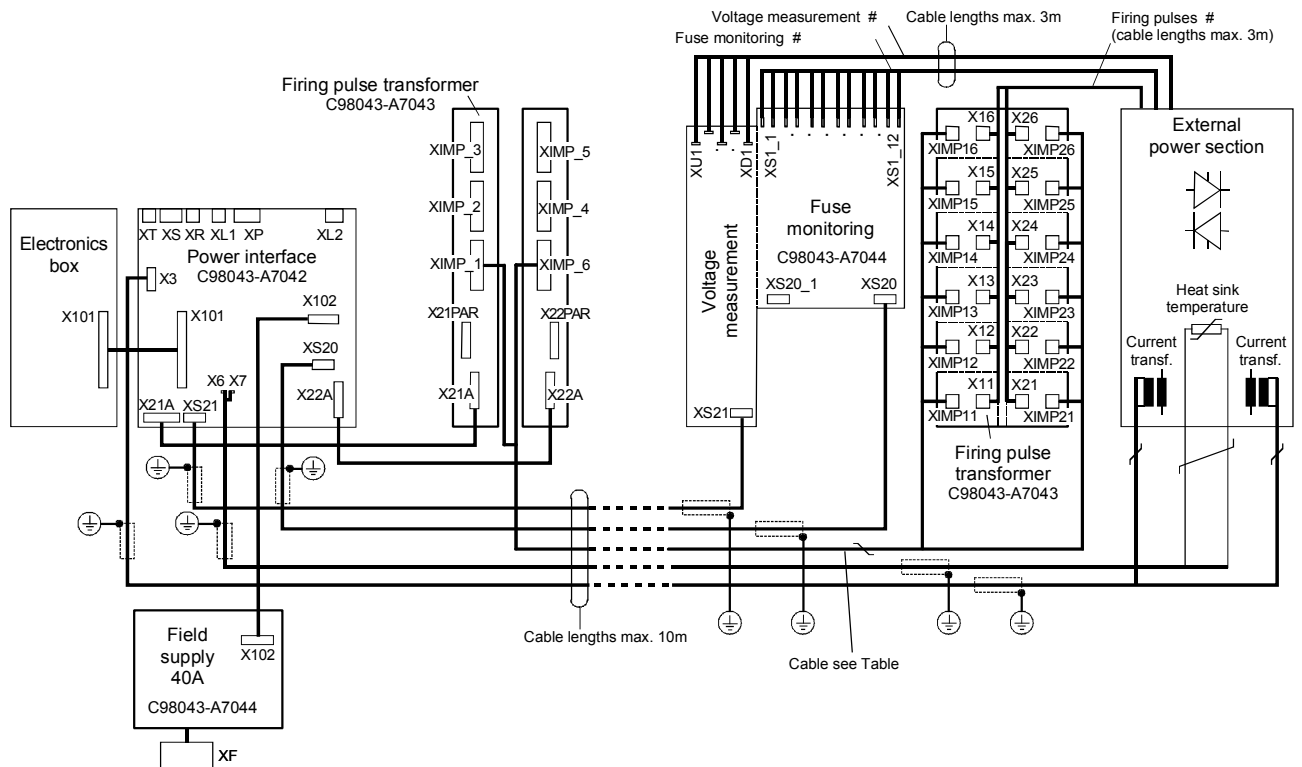 Voltage measurement #
Cable lengths max. 3m
Firing pulses #
(cable lengths max. 3m)
Fuse monitoring #
Firing pulse transformer
C98043-A7043
XIMP_3
XIMP_2
XIMP_1
X21PAR
X21A
XIMP_5
XIMP_4
XIMP_6
X22PAR
X22A
Electronics
box
X101
XT
XS
XR
XL1
XP
XL2
Power interface
C98043-A7042
X3
X102
X101
XS20
X6
X7
X22A
X21A
XS21
XU1
XD1
Voltage
measurement
XS21
XS1_1
XS1_12
Fuse
monitoring
C98043-A7044
XS20_1
XS20
X16
X26
XIMP16
XIMP26
X15
X25
XIMP15
XIMP25
X14
X24
XIMP14
XIMP24
X13
X23
XIMP13
XIMP23
X12
X22
XIMP12
XIMP22
X11
X21
XIMP11
XIMP21
Firing pulse
transformer
C98043-A7043
External
power section
Heat sink
temperature
Current
transf.
Current
transf.
Cable lengths max. 10m
Cable see Table
Field
supply
40A
X102
C98043-A7044
XF